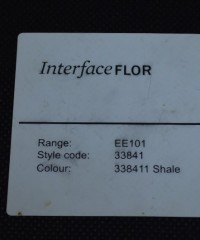 InterfaceFLOR
Range: EE101
Style code: 33841
Colour: 338411 Shale